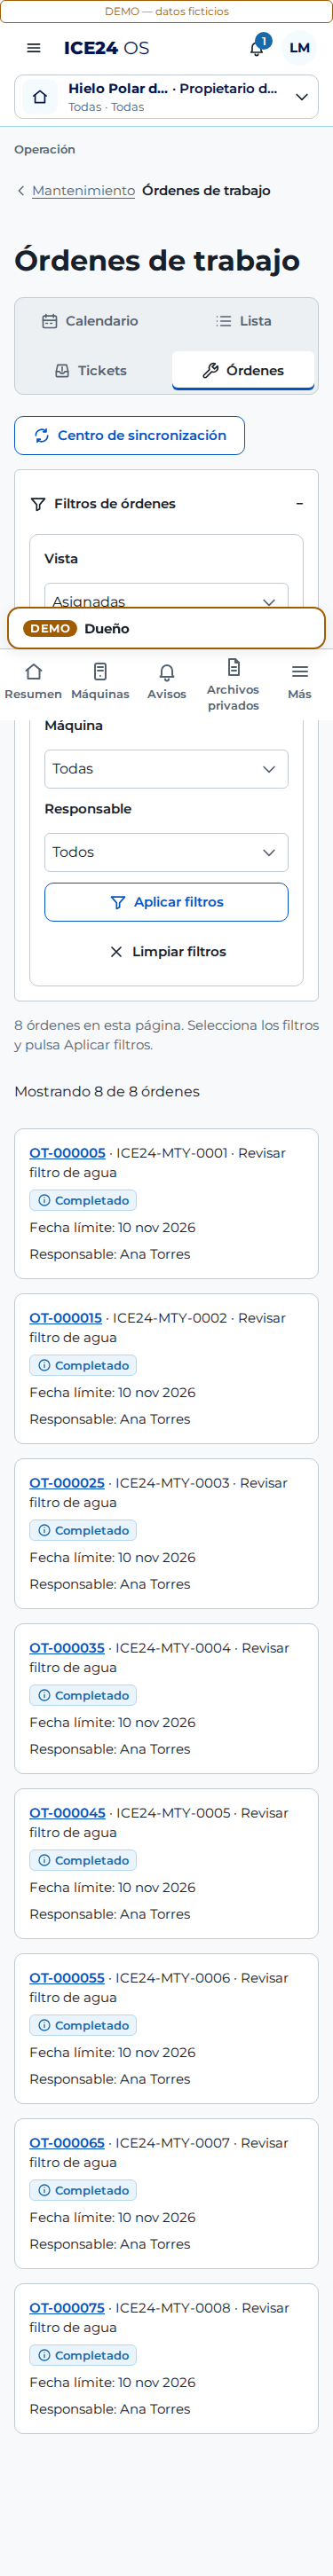 DEMO — datos ficticios
ICE24 OS
1
LM
Hielo Polar d... · Propietario d...
Todas · Todas
Operación
Mantenimiento Órdenes de trabajo
Órdenes de trabajo
Calendario
Lista
Tickets
Órdenes
Centro de sincronización
Filtros de órdenes −
Vista
Asignadas
DEMO Dueño
Resumen
Máquinas
Avisos
Archivos privados
Más
Máquina
Todas
Responsable
Todos
Aplicar filtros
Limpiar filtros
8 órdenes en esta página. Selecciona los filtros
y pulsa Aplicar filtros.
Mostrando 8 de 8 órdenes
OT-000005 · ICE24-MTY-0001 · Revisar
filtro de agua
Completado
Fecha límite: 10 nov 2026
Responsable: Ana Torres
OT-000015 · ICE24-MTY-0002 · Revisar
filtro de agua
Completado
Fecha límite: 10 nov 2026
Responsable: Ana Torres
OT-000025 · ICE24-MTY-0003 · Revisar
filtro de agua
Completado
Fecha límite: 10 nov 2026
Responsable: Ana Torres
OT-000035 · ICE24-MTY-0004 · Revisar
filtro de agua
Completado
Fecha límite: 10 nov 2026
Responsable: Ana Torres
OT-000045 · ICE24-MTY-0005 · Revisar
filtro de agua
Completado
Fecha límite: 10 nov 2026
Responsable: Ana Torres
OT-000055 · ICE24-MTY-0006 · Revisar
filtro de agua
Completado
Fecha límite: 10 nov 2026
Responsable: Ana Torres
OT-000065 · ICE24-MTY-0007 · Revisar
filtro de agua
Completado
Fecha límite: 10 nov 2026
Responsable: Ana Torres
OT-000075 · ICE24-MTY-0008 · Revisar
filtro de agua
Completado
Fecha límite: 10 nov 2026
Responsable: Ana Torres